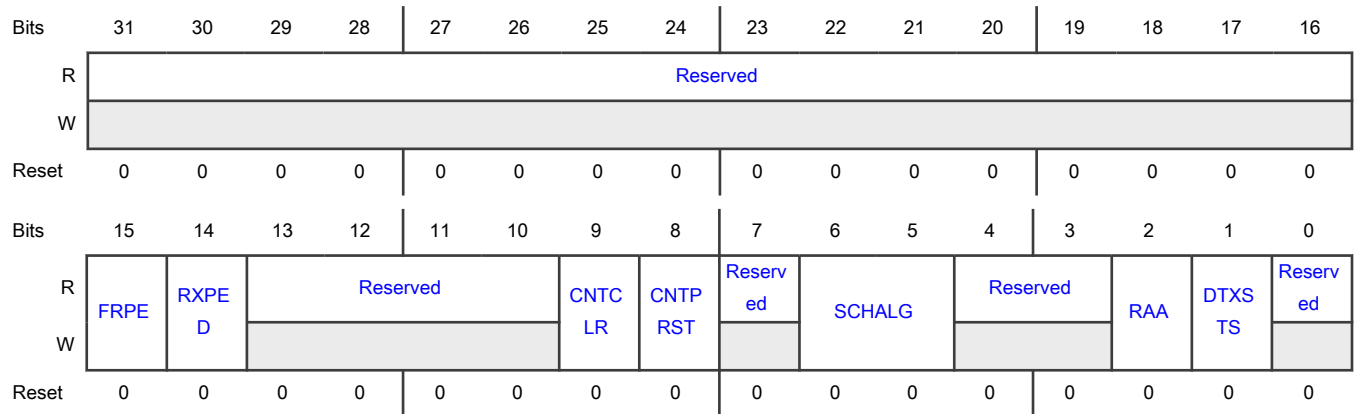 Bits 31 30 29 28 27 26 25 24 23 22 21 20 19 18 17 16
R Reserved
W
Reset 0 0 0 0 0 0 0 0 0 0 0 0 0 0 0 0
Bits 15 14 13 12 11 10 9 8 7 6 5 4 3 2 1 0
R FRPE RXPE
D Reserved CNTC
LR CNTP
RST Reserv
ed SCHALG Reserved RAA DTXS
TS Reserv
ed
W
Reset 0 0 0 0 0 0 0 0 0 0 0 0 0 0 0 0